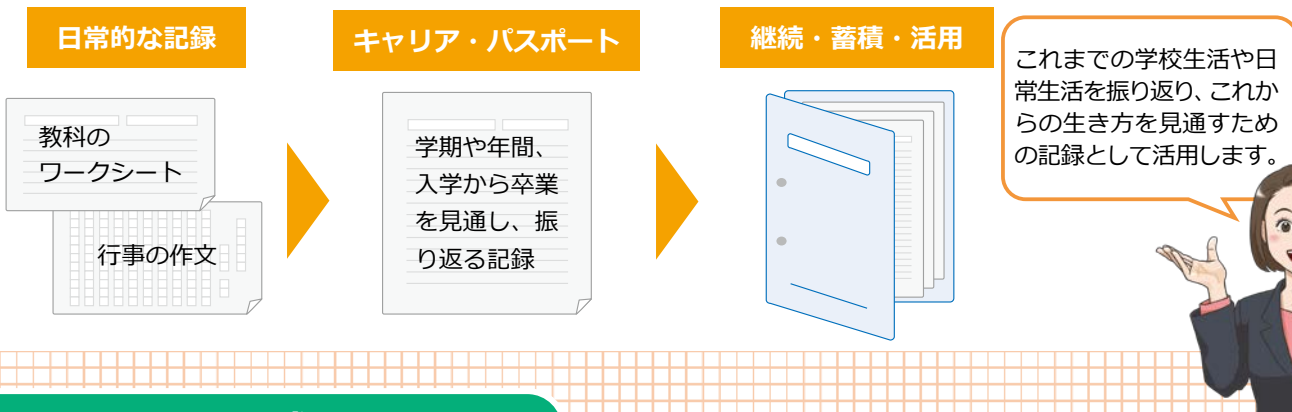 日常的な記録
キャリア・パスポート
継続・蓄積・活用
教科の
ワークシート
行事の作文
学期や年間、
入学から卒業
を見通し、振
り返る記録
これまでの学校生活や日
常生活を振り返り、これか
らの生き方を見通すため
の記録として活用します。